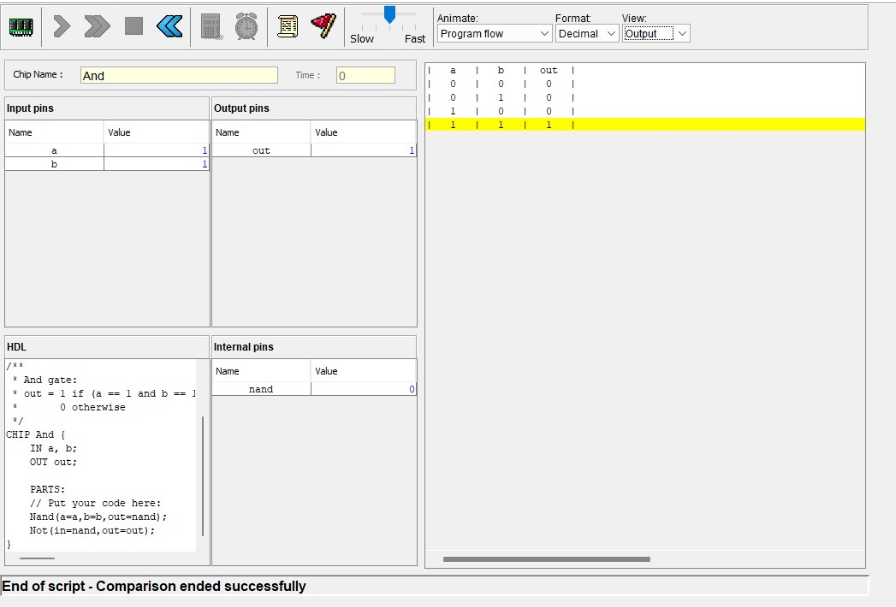 Slow Fast
Animate: Format: View:
Program flow Decimal Output
Chip Name : And Time : 0
Input pins
Name Value
a 1
b 1
Output pins
Name Value
out 1
HDL
/**
* And gate:
* out = 1 if (a == 1 and b == 1
* 0 otherwise
*/
CHIP And {
IN a, b;
OUT out;
PARTS:
// Put your code here:
Nand(a=a,b=b,out=nand);
Not(in=nand,out=out);
}
Internal pins
Name Value
nand 0
| a | b | out |
| 0 | 0 | 0 |
| 0 | 1 | 0 |
| 1 | 0 | 0 |
| 1 | 1 | 1 |
End of script - Comparison ended successfully